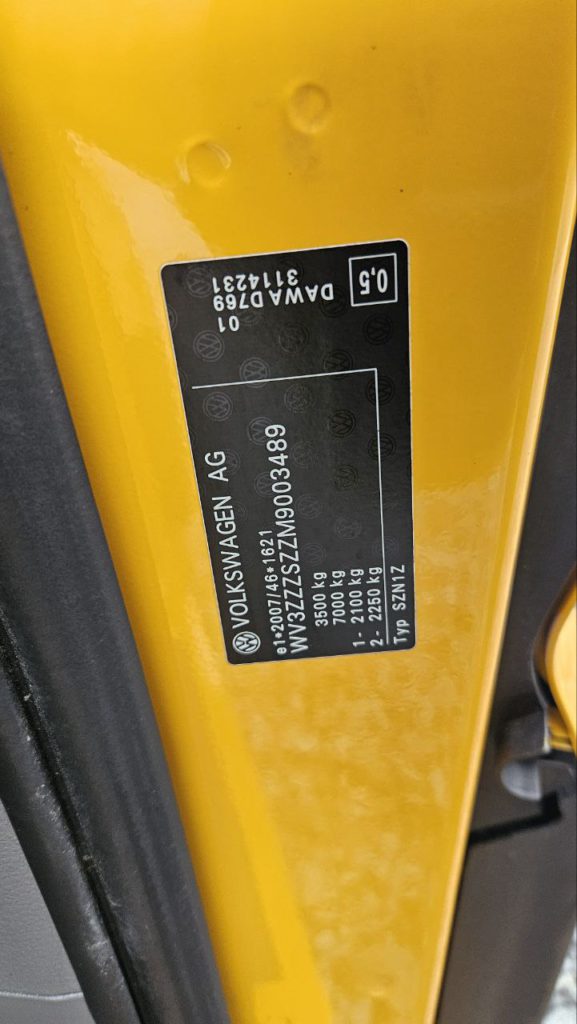 VOLKSWAGEN AG
e1*2007/46*1621
WV3ZZZSZZM9003489
3500 kg
7000 kg
1- 2100 kg
2- 2250 kg
Typ SZN1Z
01
DAWA D769
3114231
0,5